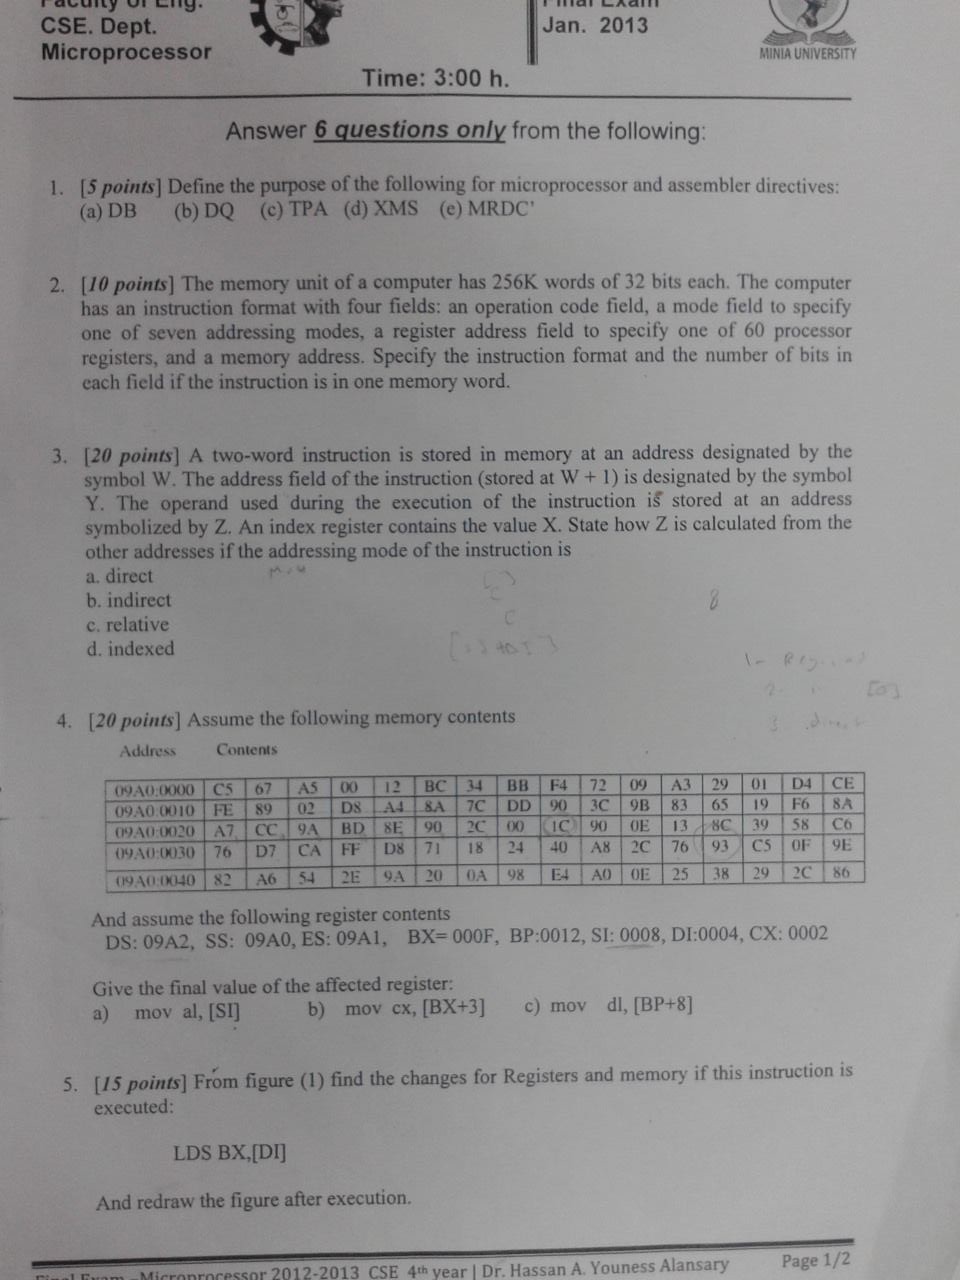 Faculty of Eng.
CSE. Dept.
Microprocessor
Final Exam
Jan. 2013
MINIA UNIVERSITY
Time: 3:00 h.
Answer 6 questions only from the following:
1. [5 points] Define the purpose of the following for microprocessor and assembler directives:
(a) DB (b) DQ (c) TPA (d) XMS (e) MRDC'
2. [10 points] The memory unit of a computer has 256K words of 32 bits each. The computer
has an instruction format with four fields: an operation code field, a mode field to specify
one of seven addressing modes, a register address field to specify one of 60 processor
registers, and a memory address. Specify the instruction format and the number of bits in
each field if the instruction is in one memory word.
3. [20 points] A two-word instruction is stored in memory at an address designated by the
symbol W. The address field of the instruction (stored at W + 1) is designated by the symbol
Y. The operand used during the execution of the instruction is stored at an address
symbolized by Z. An index register contains the value X. State how Z is calculated from the
other addresses if the addressing mode of the instruction is
a. direct
b. indirect
c. relative
d. indexed
8
4. [20 points] Assume the following memory contents
Address Contents
09A0:0000 C5 67 A5 00 12 BC 34 BB F4 72 09 A3 29 01 D4 CE
09A0:0010 FE 89 02 D8 A4 8A 7C DD 90 3C 9B 83 65 19 F6 8A
09A0:0020 A7 CC 9A BD 8E 90 2C 00 1C 90 0E 13 8C 39 58 C6
09A0:0030 76 D7 CA FF D8 71 18 24 40 A8 2C 76 93 C5 0F 9E
09A0:0040 82 A6 54 2E 9A 20 0A 98 E4 A0 0E 25 38 29 2C 86
And assume the following register contents
DS: 09A2, SS: 09A0, ES: 09A1, BX= 000F, BP:0012, SI: 0008, DI:0004, CX: 0002
Give the final value of the affected register:
a) mov al, [SI] b) mov cx, [BX+3] c) mov dl, [BP+8]
5. [15 points] From figure (1) find the changes for Registers and memory if this instruction is
executed:
LDS BX,[DI]
And redraw the figure after execution.
Final Exam –Microprocessor 2012-2013 CSE 4th year | Dr. Hassan A. Youness Alansary Page 1/2